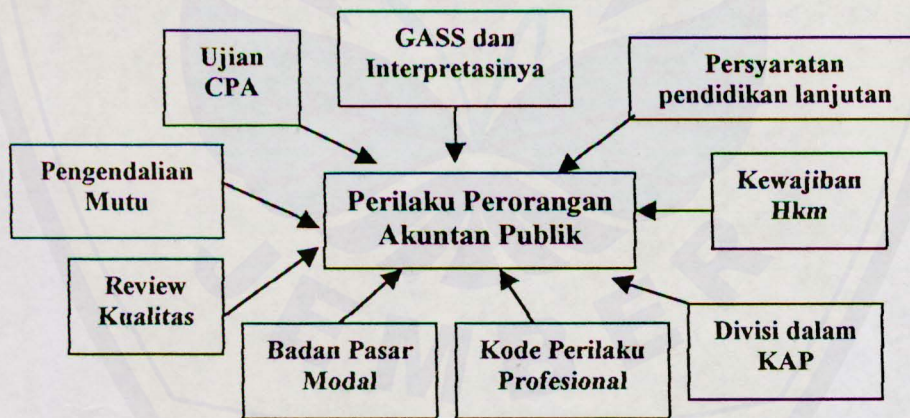 Ujian
CPA
GASS dan
Interpretasinya
Persyaratan
pendidikan lanjutan
Pengendalian
Mutu
Perilaku Perorangan
Akuntan Publik
Kewajiban
Hkm
Review
Kualitas
Badan Pasar
Modal
Kode Perilaku
Profesional
Divisi dalam
KAP
JEMBER